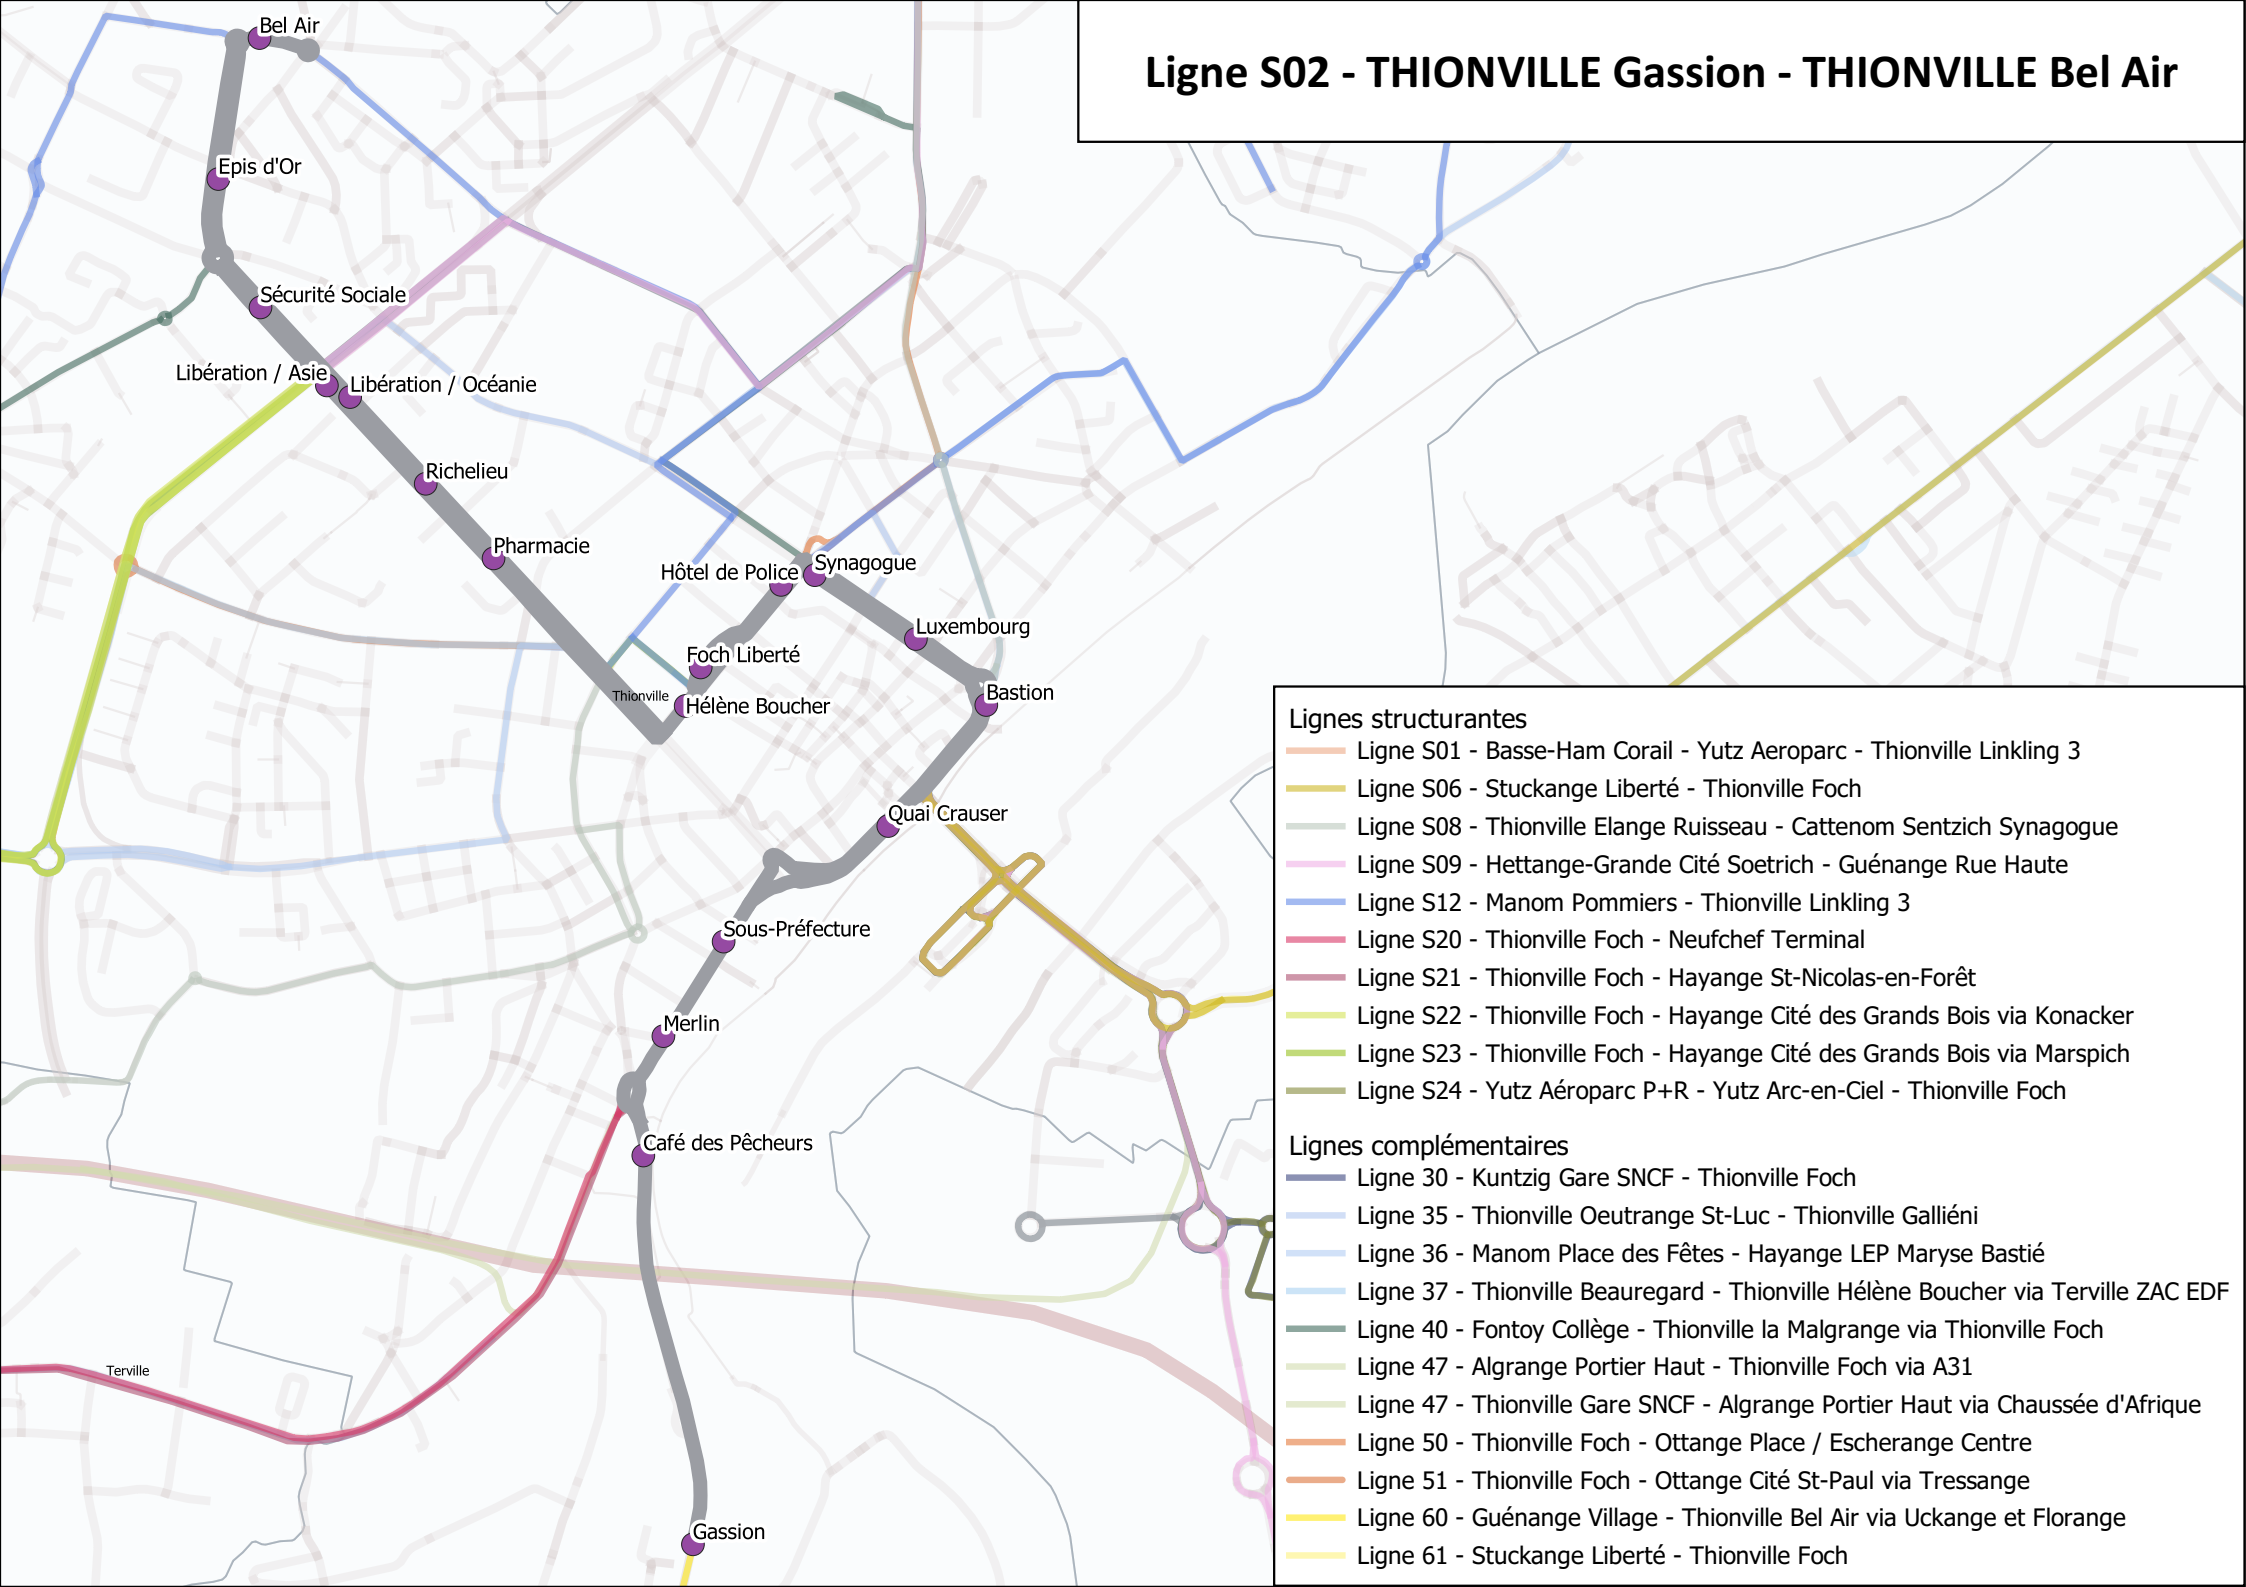 Ligne S02 - THIONVILLE Gassion - THIONVILLE Bel Air
Bel Air
Epis d'Or
Sécurité Sociale
Libération / Asie
Libération / Océanie
Richelieu
Pharmacie
Synagogue
Hôtel de Police
Luxembourg
Foch Liberté
Bastion
Thionville
Hélène Boucher
Quai Crauser
Sous-Préfecture
Merlin
Café des Pêcheurs
Terville
Gassion
Lignes structurantes
Ligne S01 - Basse-Ham Corail - Yutz Aeroparc - Thionville Linkling 3
Ligne S06 - Stuckange Liberté - Thionville Foch
Ligne S08 - Thionville Elange Ruisseau - Cattenom Sentzich Synagogue
Ligne S09 - Hettange-Grande Cité Soetrich - Guénange Rue Haute
Ligne S12 - Manom Pommiers - Thionville Linkling 3
Ligne S20 - Thionville Foch - Neufchef Terminal
Ligne S21 - Thionville Foch - Hayange St-Nicolas-en-Forêt
Ligne S22 - Thionville Foch - Hayange Cité des Grands Bois via Konacker
Ligne S23 - Thionville Foch - Hayange Cité des Grands Bois via Marspich
Ligne S24 - Yutz Aéroparc P+R - Yutz Arc-en-Ciel - Thionville Foch
Lignes complémentaires
Ligne 30 - Kuntzig Gare SNCF - Thionville Foch
Ligne 35 - Thionville Oeutrange St-Luc - Thionville Galliéni
Ligne 36 - Manom Place des Fêtes - Hayange LEP Maryse Bastié
Ligne 37 - Thionville Beauregard - Thionville Hélène Boucher via Terville ZAC EDF
Ligne 40 - Fontoy Collège - Thionville la Malgrange via Thionville Foch
Ligne 47 - Algrange Portier Haut - Thionville Foch via A31
Ligne 47 - Thionville Gare SNCF - Algrange Portier Haut via Chaussée d'Afrique
Ligne 50 - Thionville Foch - Ottange Place / Escherange Centre
Ligne 51 - Thionville Foch - Ottange Cité St-Paul via Tressange
Ligne 60 - Guénange Village - Thionville Bel Air via Uckange et Florange
Ligne 61 - Stuckange Liberté - Thionville Foch